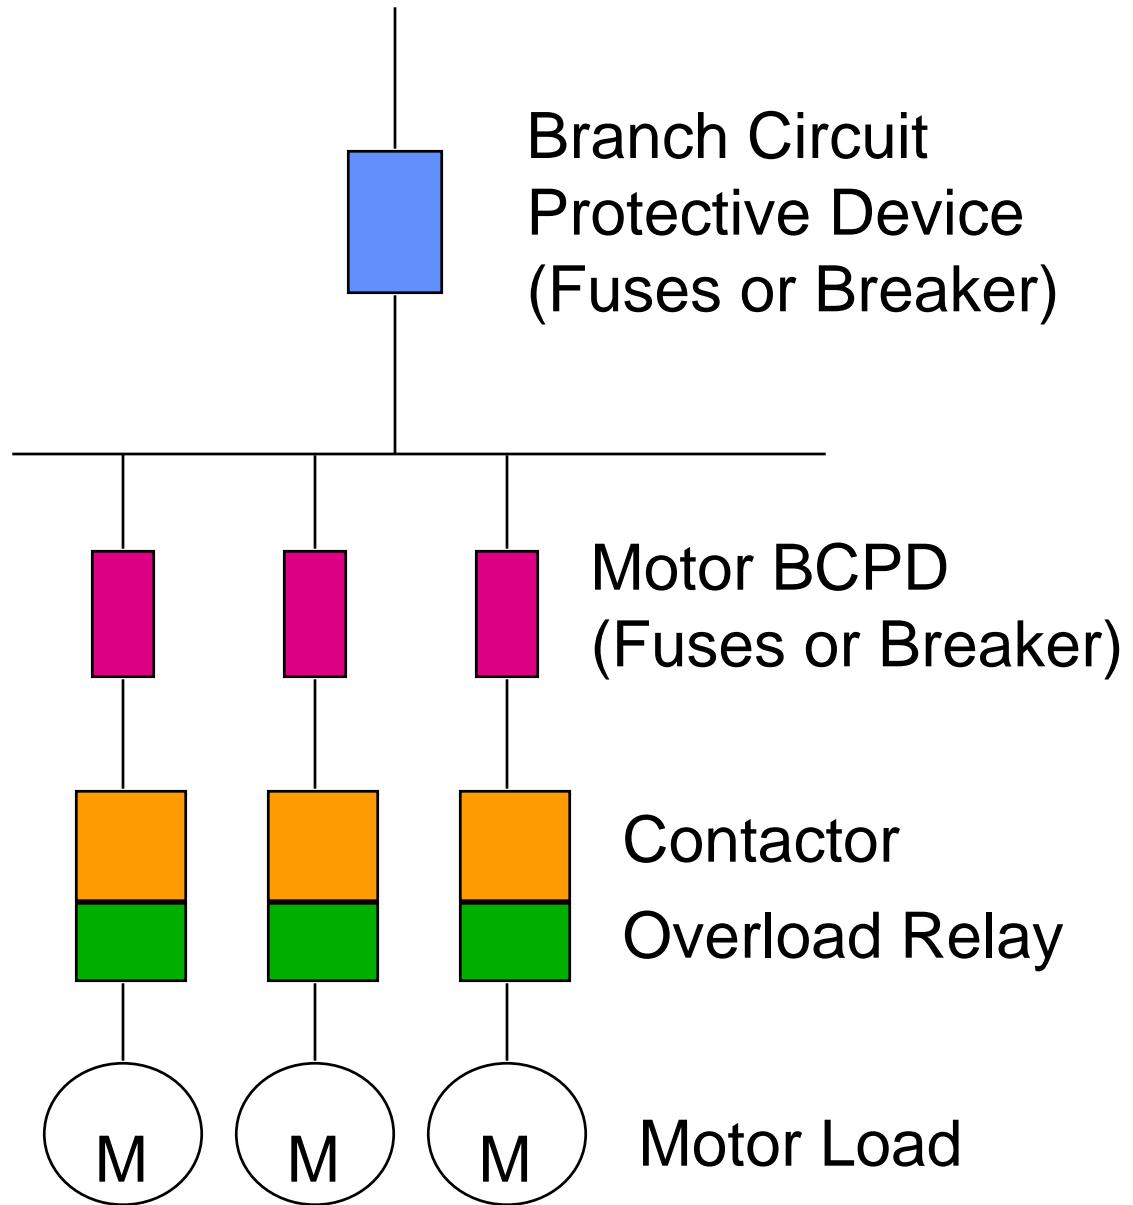 Branch Circuit
Protective Device
(Fuses or Breaker)
Motor BCPD
(Fuses or Breaker)
Contactor
Overload Relay
M M M Motor Load